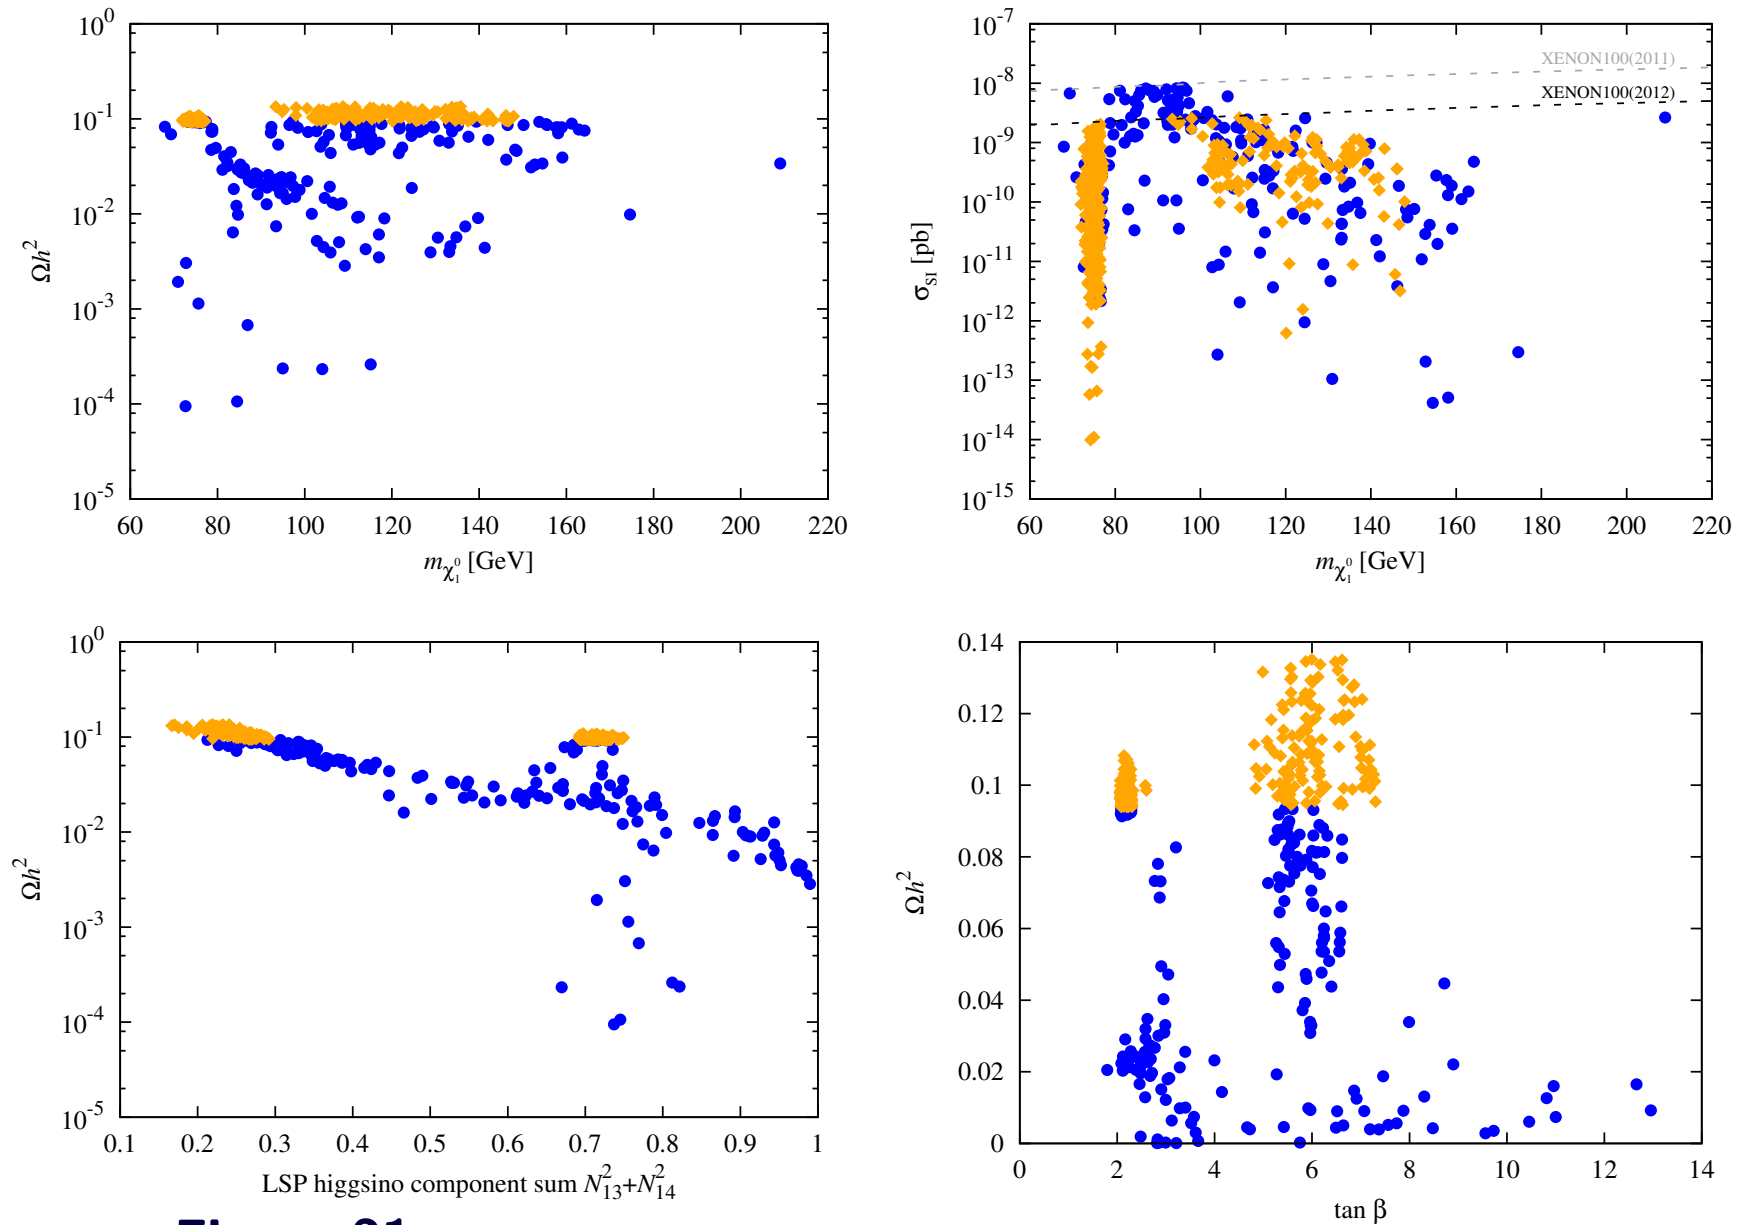 10^0
10^-1
10^-2
10^-3
10^-4
10^-5
Ωh^2
60 80 100 120 140 160 180 200 220
m_χ_1^0 [GeV]
10^-7
10^-8
10^-9
10^-10
10^-11
10^-12
10^-13
10^-14
10^-15
σ_SI [pb]
XENON100(2011)
XENON100(2012)
60 80 100 120 140 160 180 200 220
m_χ_1^0 [GeV]
10^0
10^-1
10^-2
10^-3
10^-4
10^-5
Ωh^2
0.1 0.2 0.3 0.4 0.5 0.6 0.7 0.8 0.9 1
LSP higgsino component sum N_13^2+N_14^2
0.14
0.12
0.1
0.08
0.06
0.04
0.02
0
Ωh^2
0 2 4 6 8 10 12 14
tan β